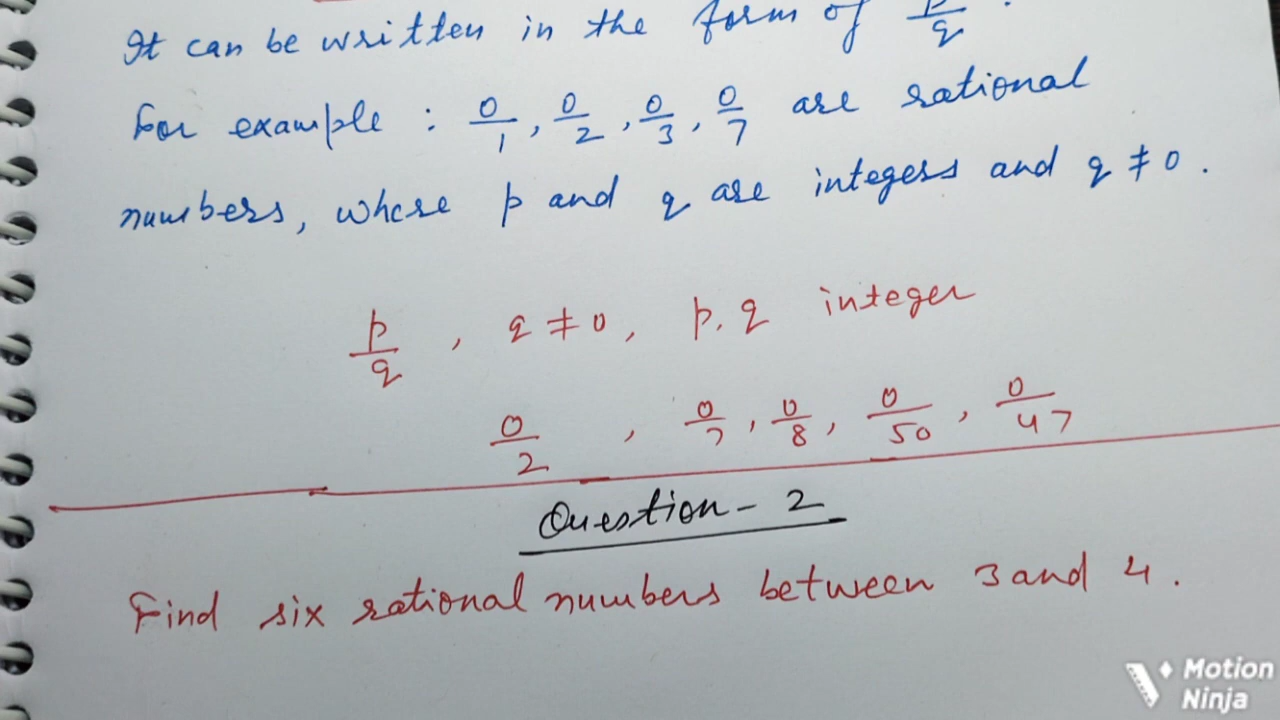 It can be written in the form of p/q.
For example : 0/1, 0/2, 0/3, 0/7 are rational
numbers, where p and q are integers and q ≠ 0.
p/q, q ≠ 0, p, q integer
0/2, 0/7, 0/8, 0/50, 0/47
Question - 2
Find six rational numbers between 3 and 4.
Motion
Ninja